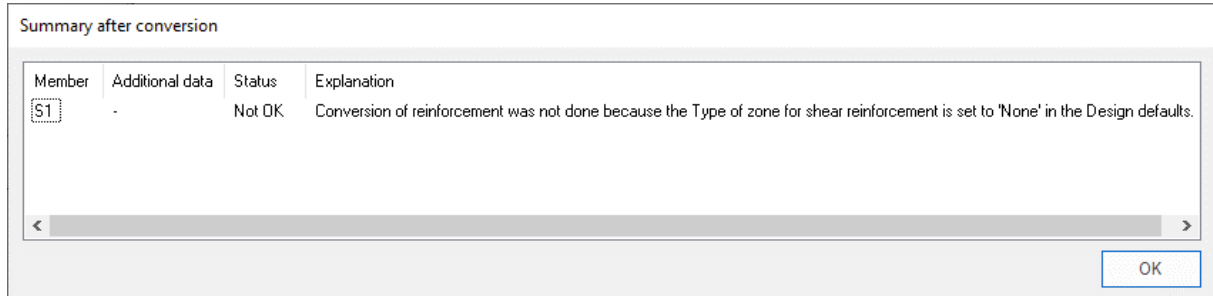 Summary after conversion
Member Additional data Status Explanation
S1 - Not OK Conversion of reinforcement was not done because the Type of zone for shear reinforcement is set to 'None' in the Design defaults.
OK